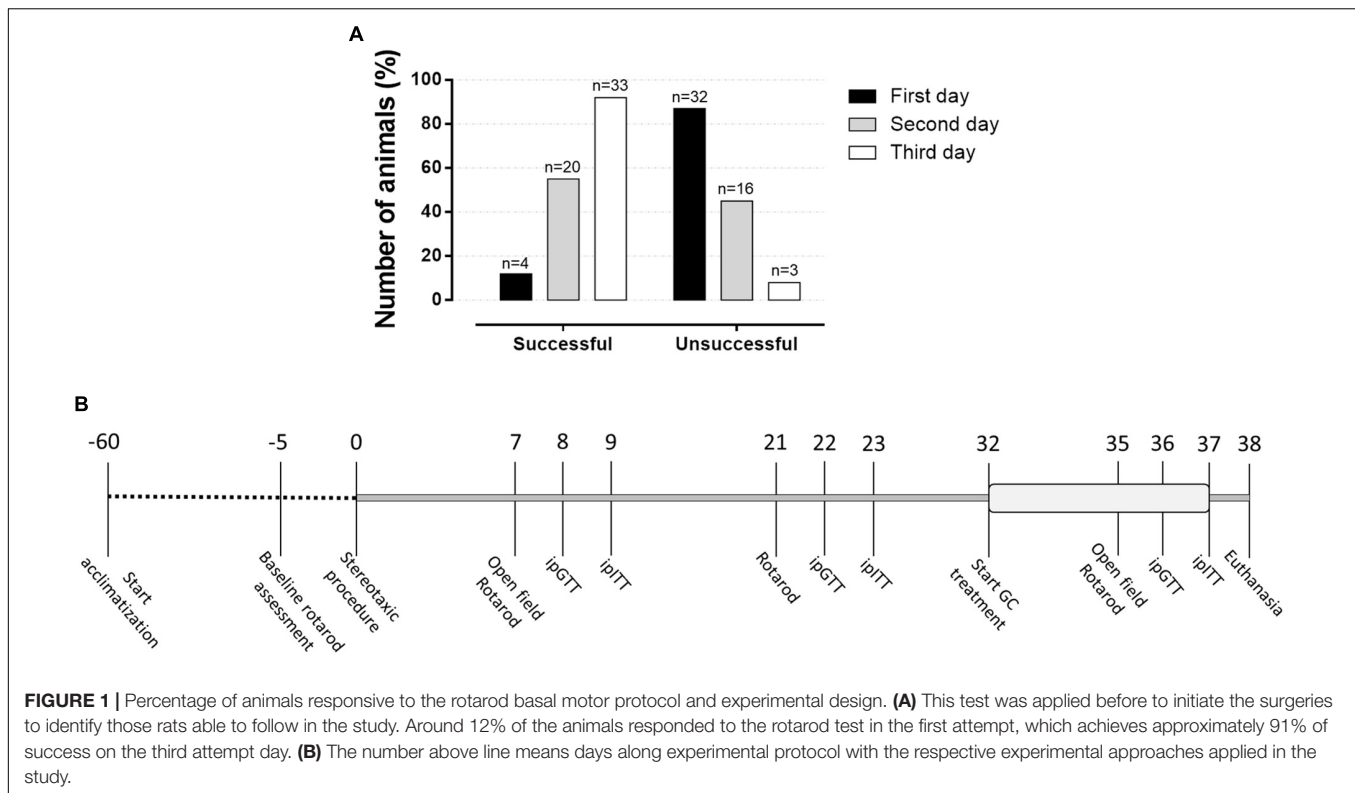 A
Number of animals (%)
100
80
60
40
20
0
n=4
n=20
n=33
n=32
n=16
n=3
Successful
Unsuccessful
First day
Second day
Third day
B
-60
-5
0
7
8
9
21
22
23
32
35
36
37
38
Start
acclimatization
Baseline rotarod
assessment
Stereotaxic
procedure
Open field
Rotarod
ipGTT
ipITT
Rotarod
ipGTT
ipITT
Start GC
treatment
Open field
Rotarod
ipGTT
ipITT
Euthanasia
FIGURE 1 | Percentage of animals responsive to the rotarod basal motor protocol and experimental design. (A) This test was applied before to initiate the surgeries
to identify those rats able to follow in the study. Around 12% of the animals responded to the rotarod test in the first attempt, which achieves approximately 91% of
success on the third attempt day. (B) The number above line means days along experimental protocol with the respective experimental approaches applied in the
study.